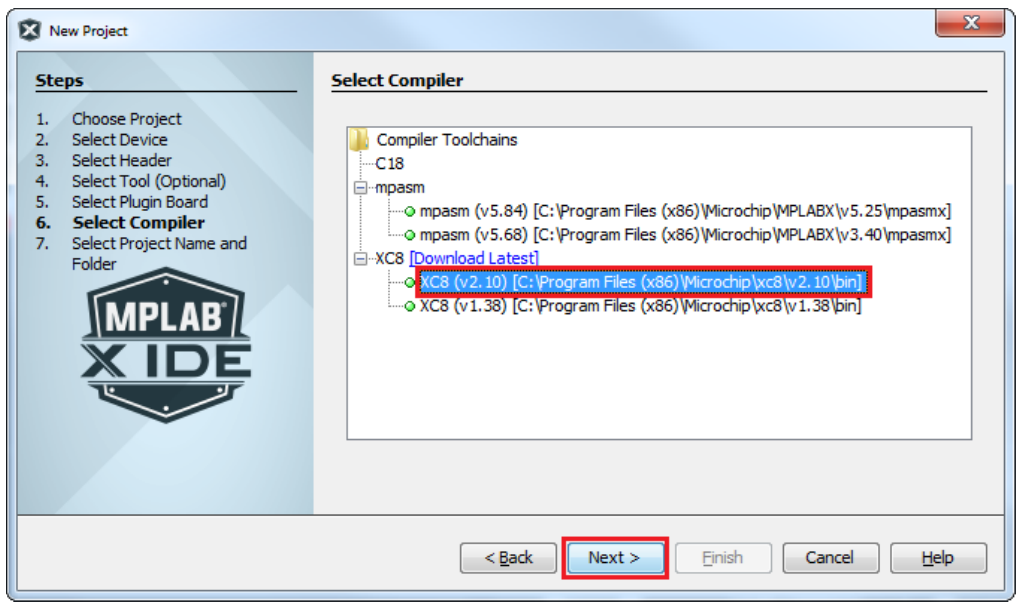 New Project
Steps
1. Choose Project
2. Select Device
3. Select Header
4. Select Tool (Optional)
5. Select Plugin Board
6. Select Compiler
7. Select Project Name and
Folder
MPLAB®
X IDE
Select Compiler
Compiler Toolchains
C18
mpasm
mpasm (v5.84) [C:\Program Files (x86)\Microchip\MPLABX\v5.25\mpasmx]
mpasm (v5.68) [C:\Program Files (x86)\Microchip\MPLABX\v3.40\mpasmx]
XC8 [Download Latest]
XC8 (v2.10) [C:\Program Files (x86)\Microchip\xc8\v2.10\bin]
XC8 (v1.38) [C:\Program Files (x86)\Microchip\xc8\v1.38\bin]
< Back
Next >
Finish
Cancel
Help